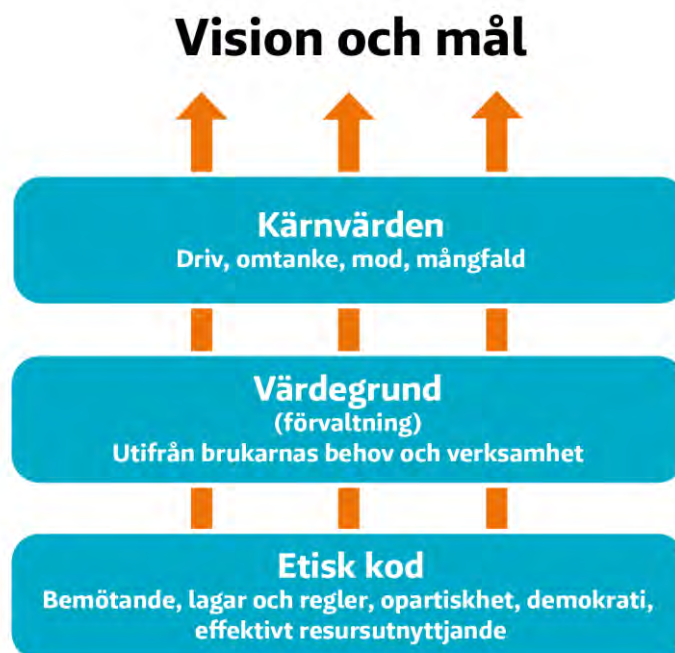 Vision och mål
Kärnvärden
Driv, omtanke, mod, mångfald
Värdegrund
(förvaltning)
Utifrån brukarnas behov och verksamhet
Etisk kod
Bemötande, lagar och regler, opartiskhet, demokrati,
effektivt resursutnyttjande